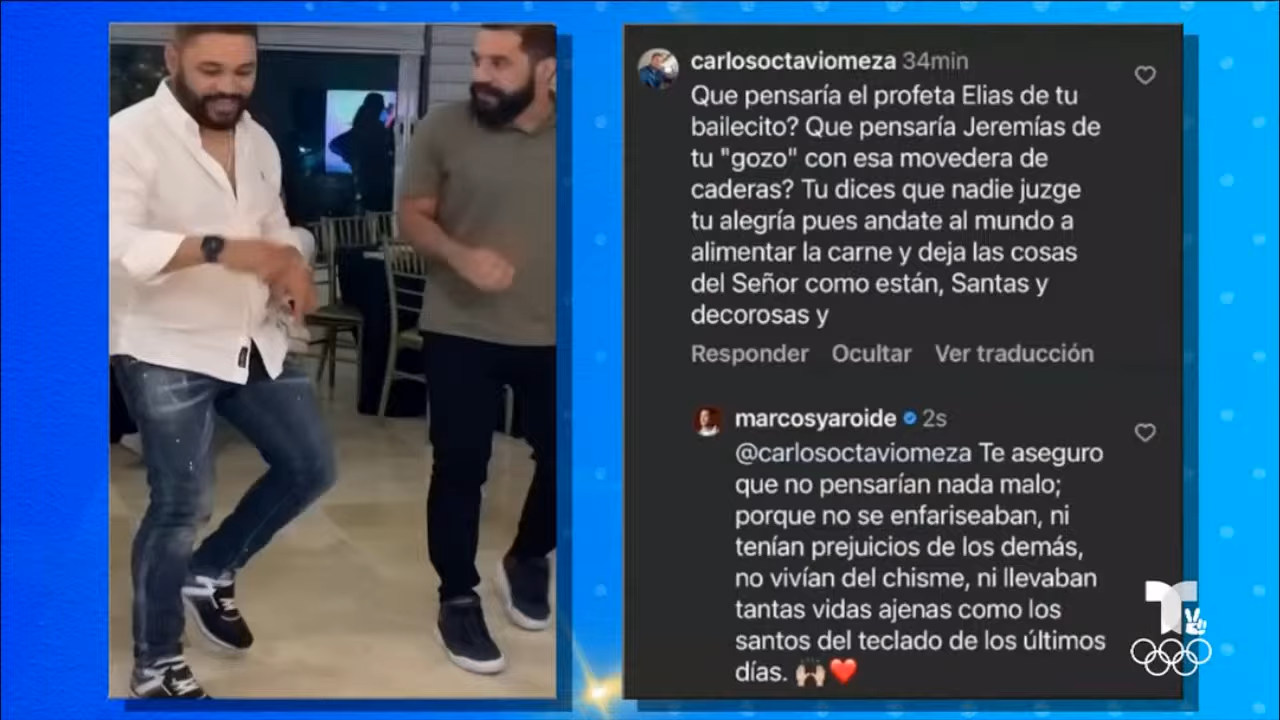 carlosoctaviomeza 34min
Que pensaría el profeta Elias de tu
bailecito? Que pensaría Jeremías de
tu "gozo" con esa movedera de
caderas? Tu dices que nadie juzge
tu alegría pues andate al mundo a
alimentar la carne y deja las cosas
del Señor como están, Santas y
decorosas y
Responder Ocultar Ver traducción
marcosyaroide 2s
@carlosoctaviomeza Te aseguro
que no pensarían nada malo;
porque no se enfariseaban, ni
tenían prejuicios de los demás,
no vivían del chisme, ni llevaban
tantas vidas ajenas como los
santos del teclado de los últimos
días. 🙌🏼❤️